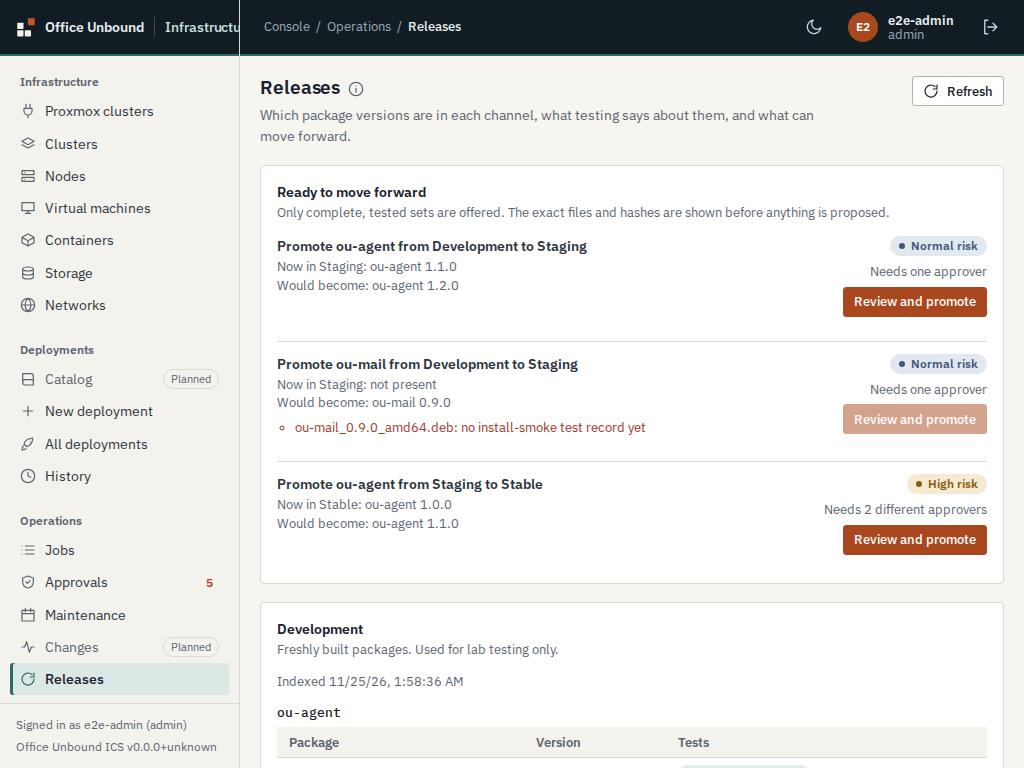 Office Unbound
Infrastructu
Console / Operations / Releases
E2
e2e-admin
admin
Infrastructure
Proxmox clusters
Clusters
Nodes
Virtual machines
Containers
Storage
Networks
Deployments
Catalog
Planned
New deployment
All deployments
History
Operations
Jobs
Approvals
5
Maintenance
Changes
Planned
Releases
Signed in as e2e-admin (admin)
Office Unbound ICS v0.0.0+unknown
Releases
Refresh
Which package versions are in each channel, what testing says about them, and what can
move forward.
Ready to move forward
Only complete, tested sets are offered. The exact files and hashes are shown before anything is proposed.
Promote ou-agent from Development to Staging
Now in Staging: ou-agent 1.1.0
Would become: ou-agent 1.2.0
Normal risk
Needs one approver
Review and promote
Promote ou-mail from Development to Staging
Now in Staging: not present
Would become: ou-mail 0.9.0
ou-mail_0.9.0_amd64.deb: no install-smoke test record yet
Normal risk
Needs one approver
Review and promote
Promote ou-agent from Staging to Stable
Now in Stable: ou-agent 1.0.0
Would become: ou-agent 1.1.0
High risk
Needs 2 different approvers
Review and promote
Development
Freshly built packages. Used for lab testing only.
Indexed 11/25/26, 1:58:36 AM
ou-agent
Package Version Tests